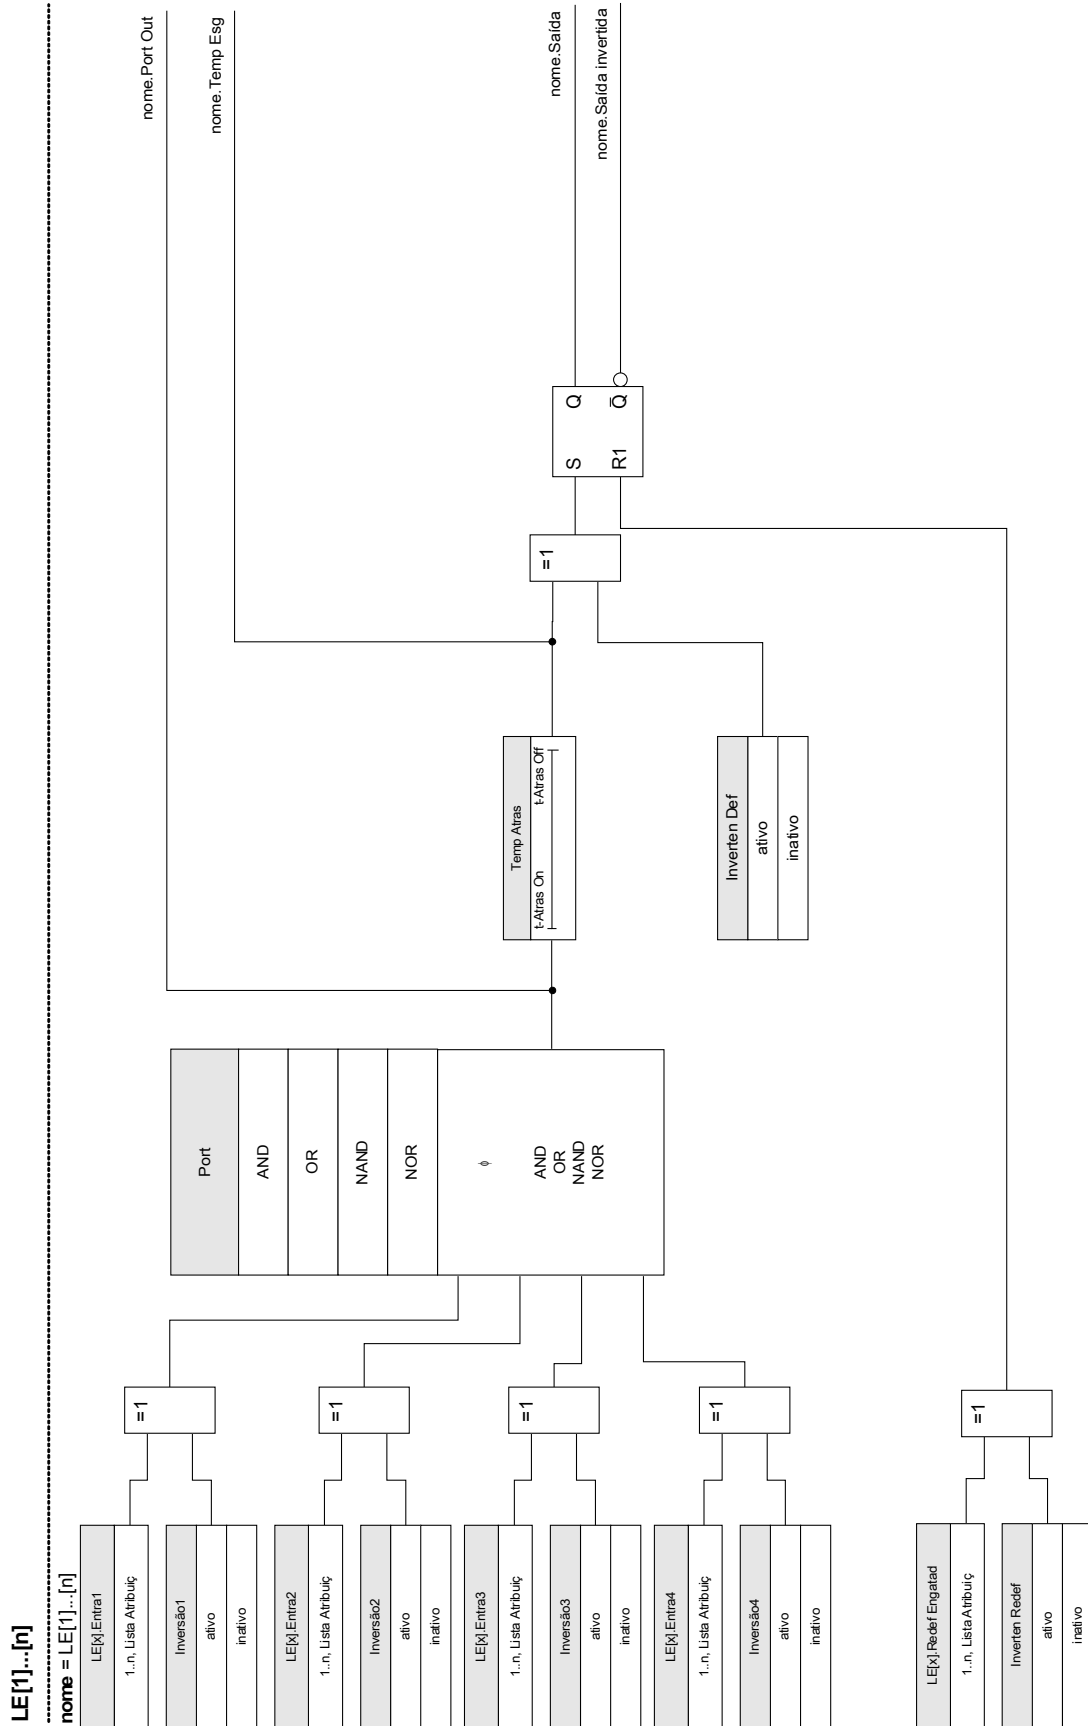 LE[1]...[n]
nome = LE[1]...[n]
LE[x].Entra1
1..n, Lista Atribuiç
Inversão1
ativo
inativo
LE[x].Entra2
1..n, Lista Atribuiç
Inversão2
ativo
inativo
LE[x].Entra3
1..n, Lista Atribuiç
Inversão3
ativo
inativo
LE[x].Entra4
1..n, Lista Atribuiç
Inversão4
ativo
inativo
LE[x].Redef Engatad
1..n, Lista Atribuiç
Inverten Redef
ativo
inativo
=1
=1
=1
=1
=1
Port
AND
OR
NAND
NOR
ϕ
AND
OR
NAND
NOR
Temp Atras
t-Atras On t-Atras Off
Inverten Def
ativo
inativo
=1
S Q
R1 Q̅
nome.Port Out
nome.Temp Esg
nome.Saída
nome.Saída invertida